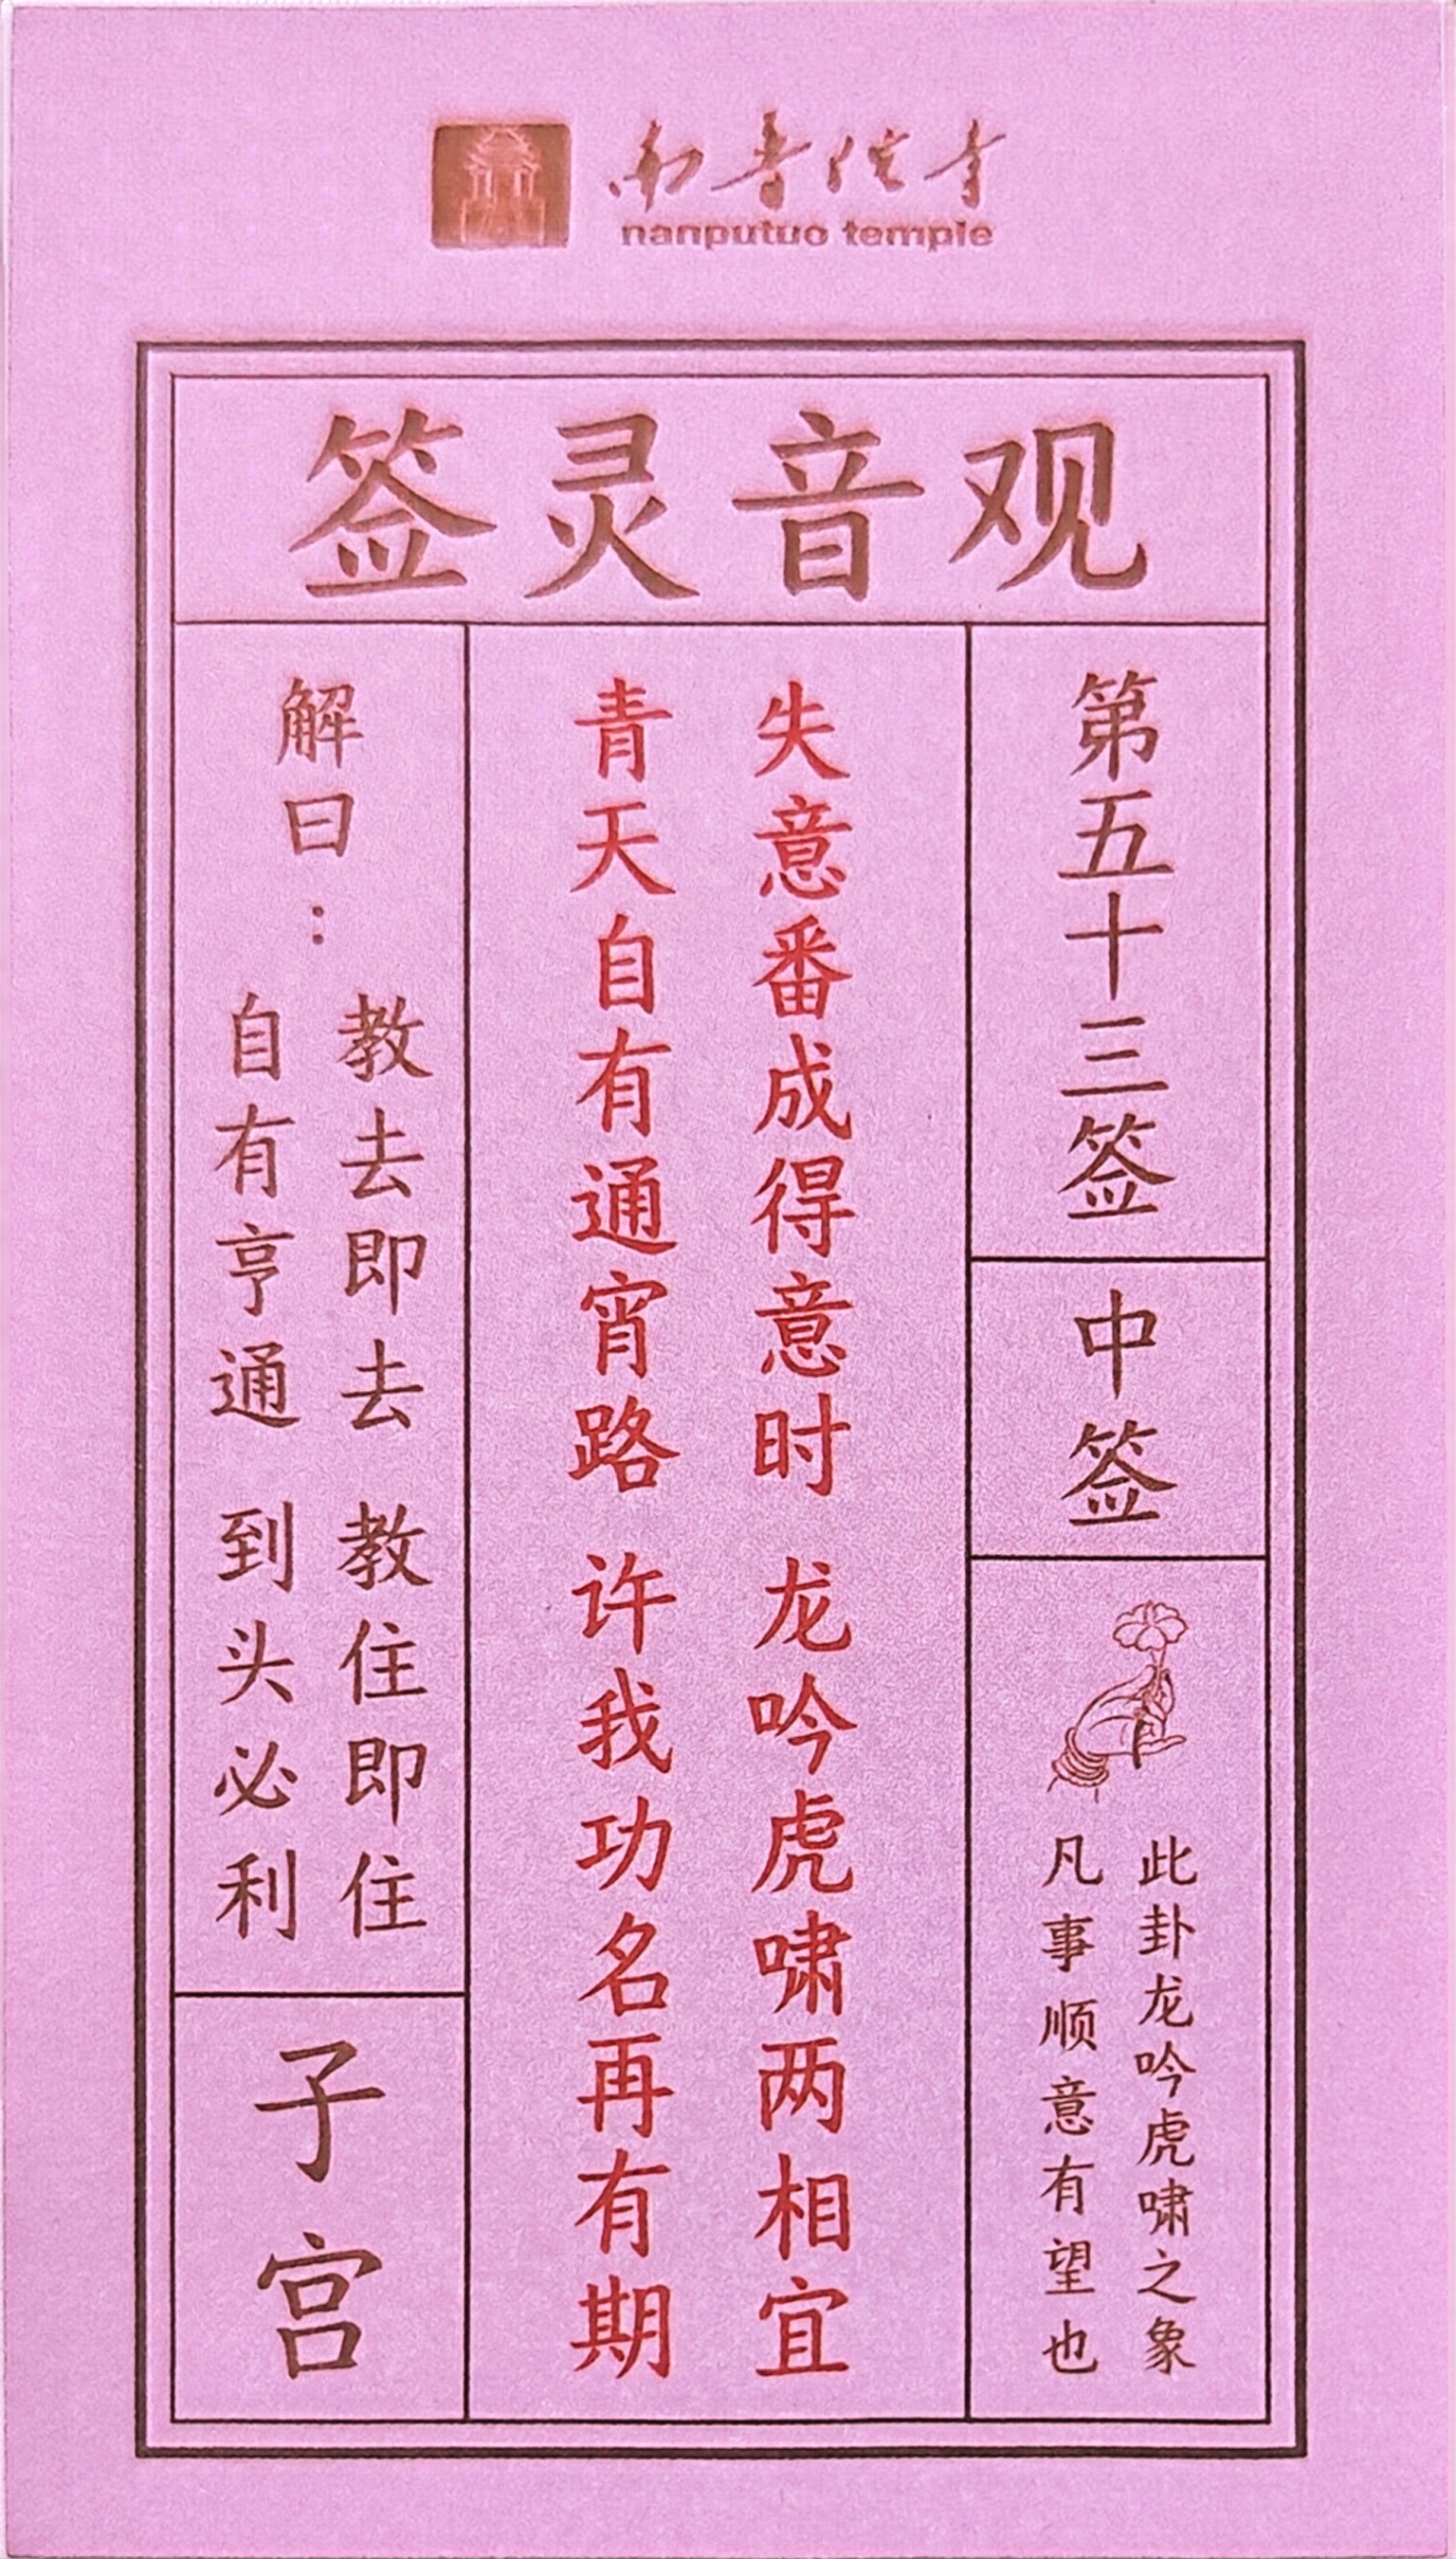 南普陀寺
nanputuo temple
观音灵签
第五十三签
中签
此卦龙吟虎啸之象
凡事顺意有望也
失意番成得意时 龙吟虎啸两相宜
青天自有通宵路 许我功名再有期
解曰：
教去即去 教住即住
自有亨通 到头必利
子宫